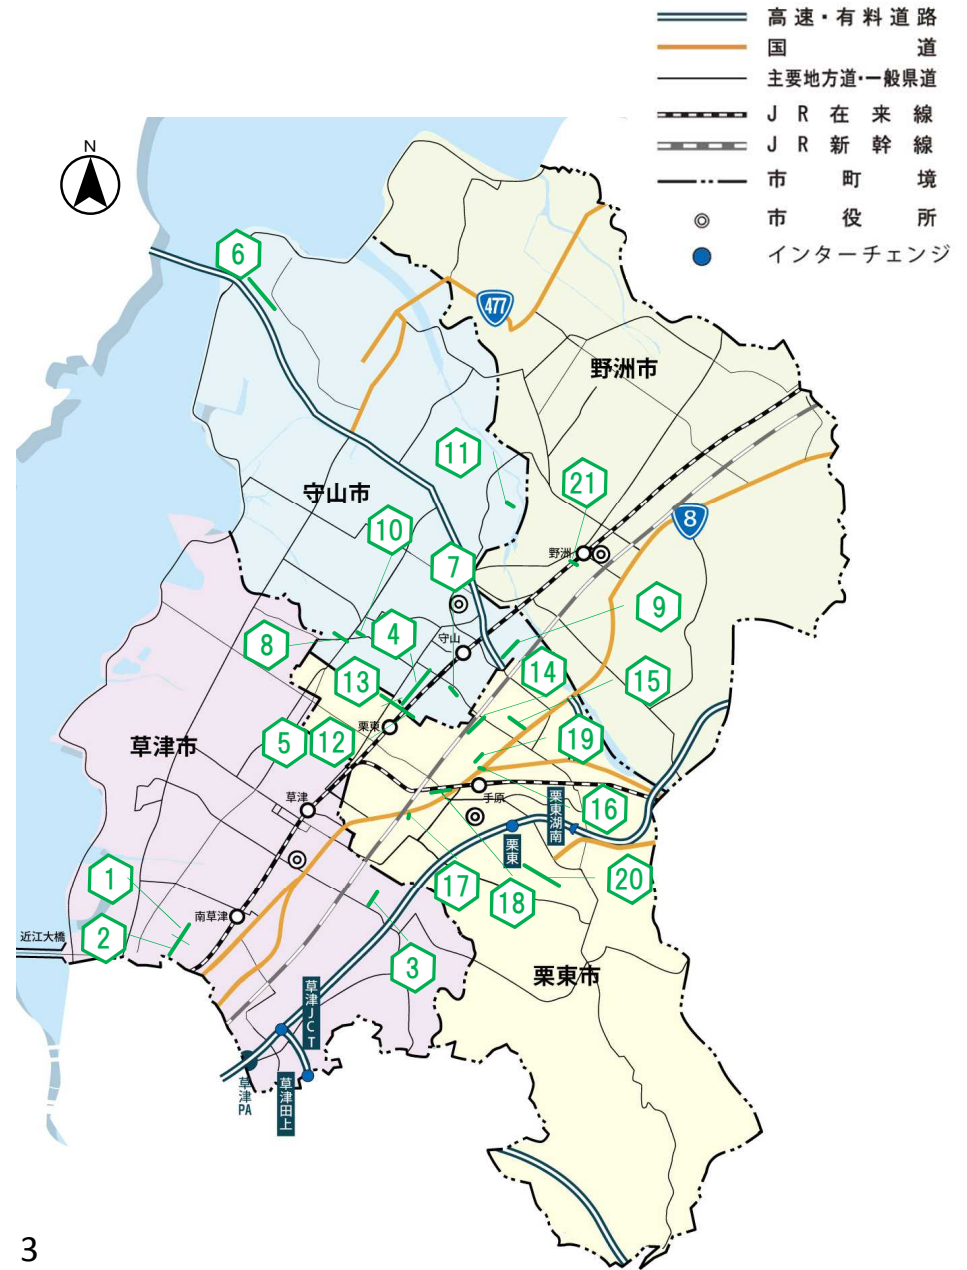 高速・有料道路
国道
主要地方道・一般県道
JR在来線
JR新幹線
市町境
市役所
インターチェンジ
N
6
477
野洲市
11
守山市
21
10
8
7
野洲
9
4
8
守山
14
13
15
栗東
5
12
19
草津市
草津
手原
栗東湖南
16
栗東
1
17
18
20
南草津
2
近江大橋
3
栗東市
草津JCT
草津PA
草津田上
3